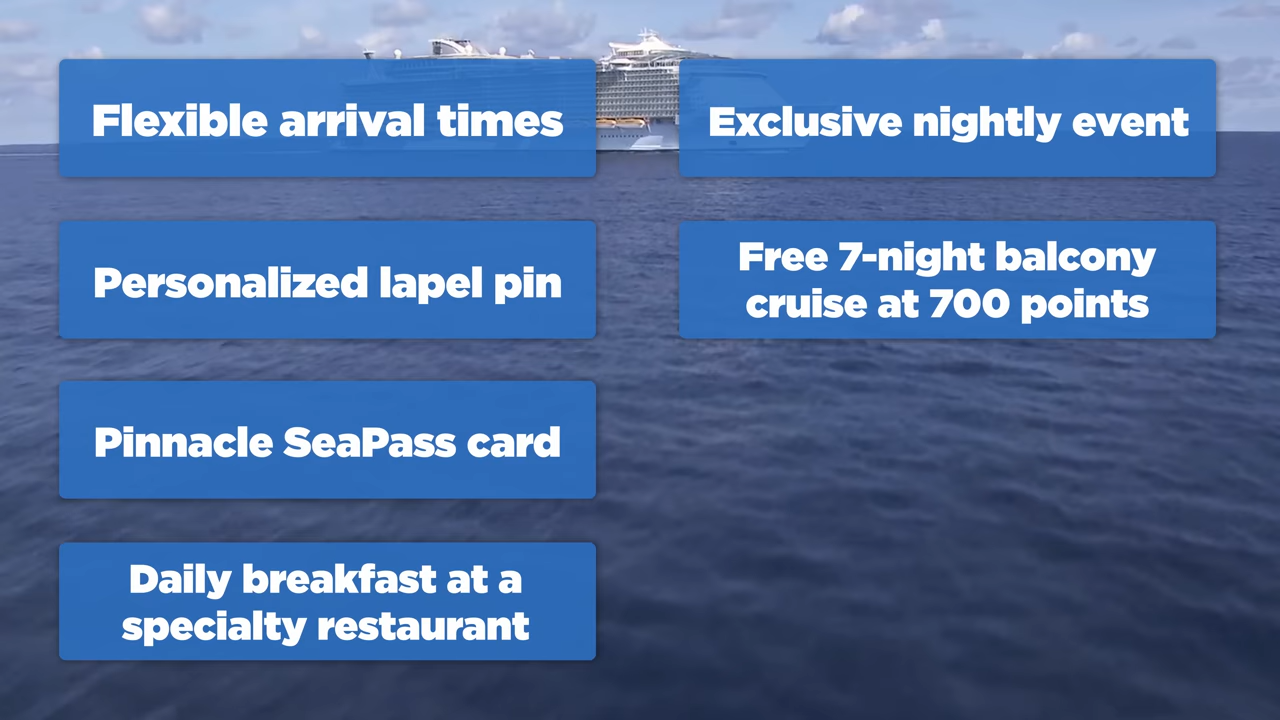 Flexible arrival times
Personalized lapel pin
Pinnacle SeaPass card
Daily breakfast at a
specialty restaurant
Exclusive nightly event
Free 7-night balcony
cruise at 700 points